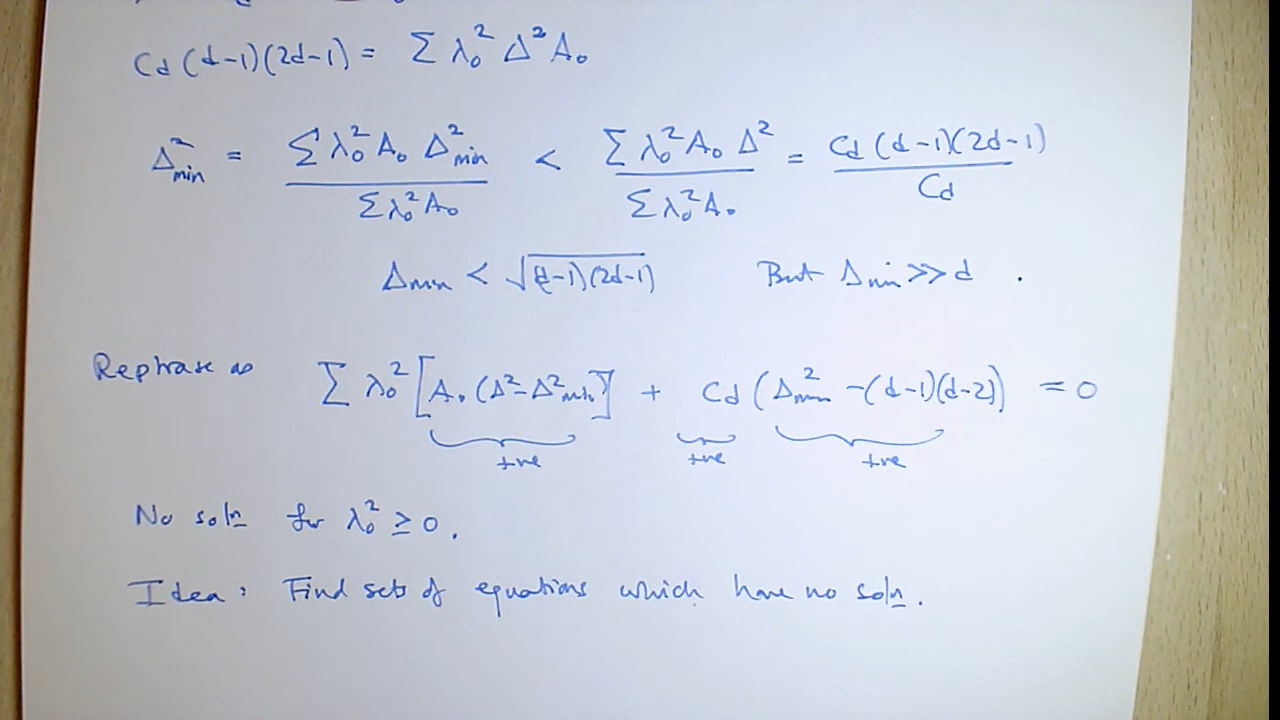 Cd (d-1)(2d-1) = Σ λ₀² Δ² A₀
Δ²min = Σ λ₀² A₀ Δ²min / Σ λ₀² A₀ < Σ λ₀² A₀ Δ² / Σ λ₀² A₀ = Cd (d-1)(2d-1) / Cd
Δmin < √(d-1)(2d-1) But Δmin >> d .
Rephrase as Σ λ₀² [A₀ (Δ² - Δ²min)] + Cd (Δ²min - (d-1)(d-2)) = 0
+ve +ve +ve
No soln for λ₀² ≥ 0.
Idea: Find sets of equations which have no soln.